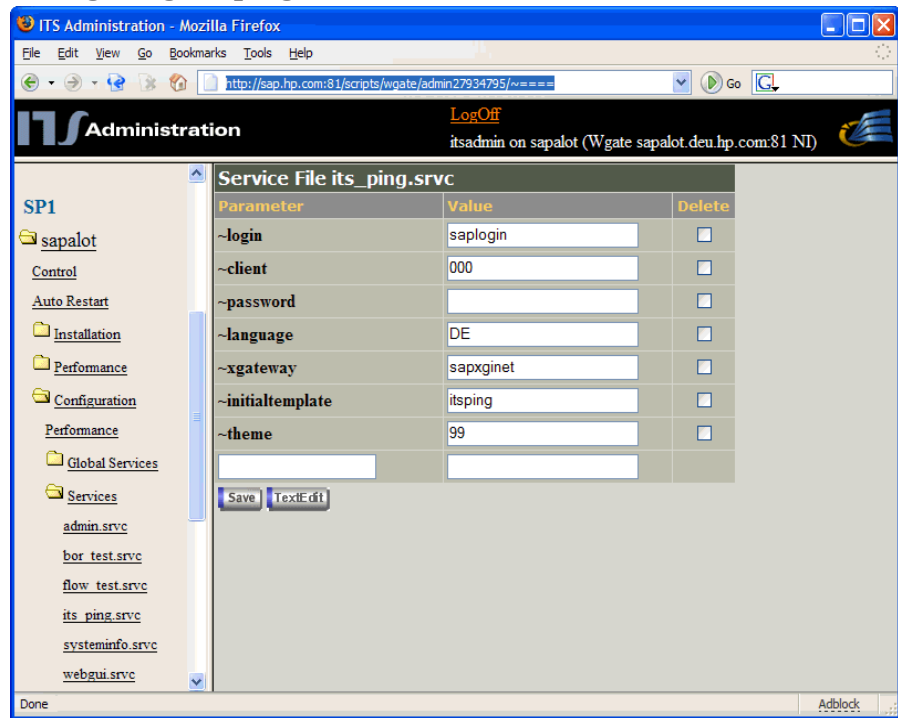 ITS Administration - Mozilla Firefox
File Edit View Go Bookmarks Tools Help
http://sap.hp.com:81/scripts/wgate/admin27934795/~===== Go G
ITS Administration
LogOff
itsadmin on sapalot (Wgate sapalot.deu.hp.com:81 NI)
SP1
sapalot
Control
Auto Restart
Installation
Performance
Configuration
Performance
Global Services
Services
admin.srvc
bor_test.srvc
flow_test.srvc
its_ping.srvc
systeminfo.srvc
webgui.srvc
Service File its_ping.srvc
Parameter Value Delete
~login saplogin
~client 000
~password
~language DE
~xgateway sapxginet
~initialtemplate itsping
~theme 99
Save TextEdit
Done Adblock